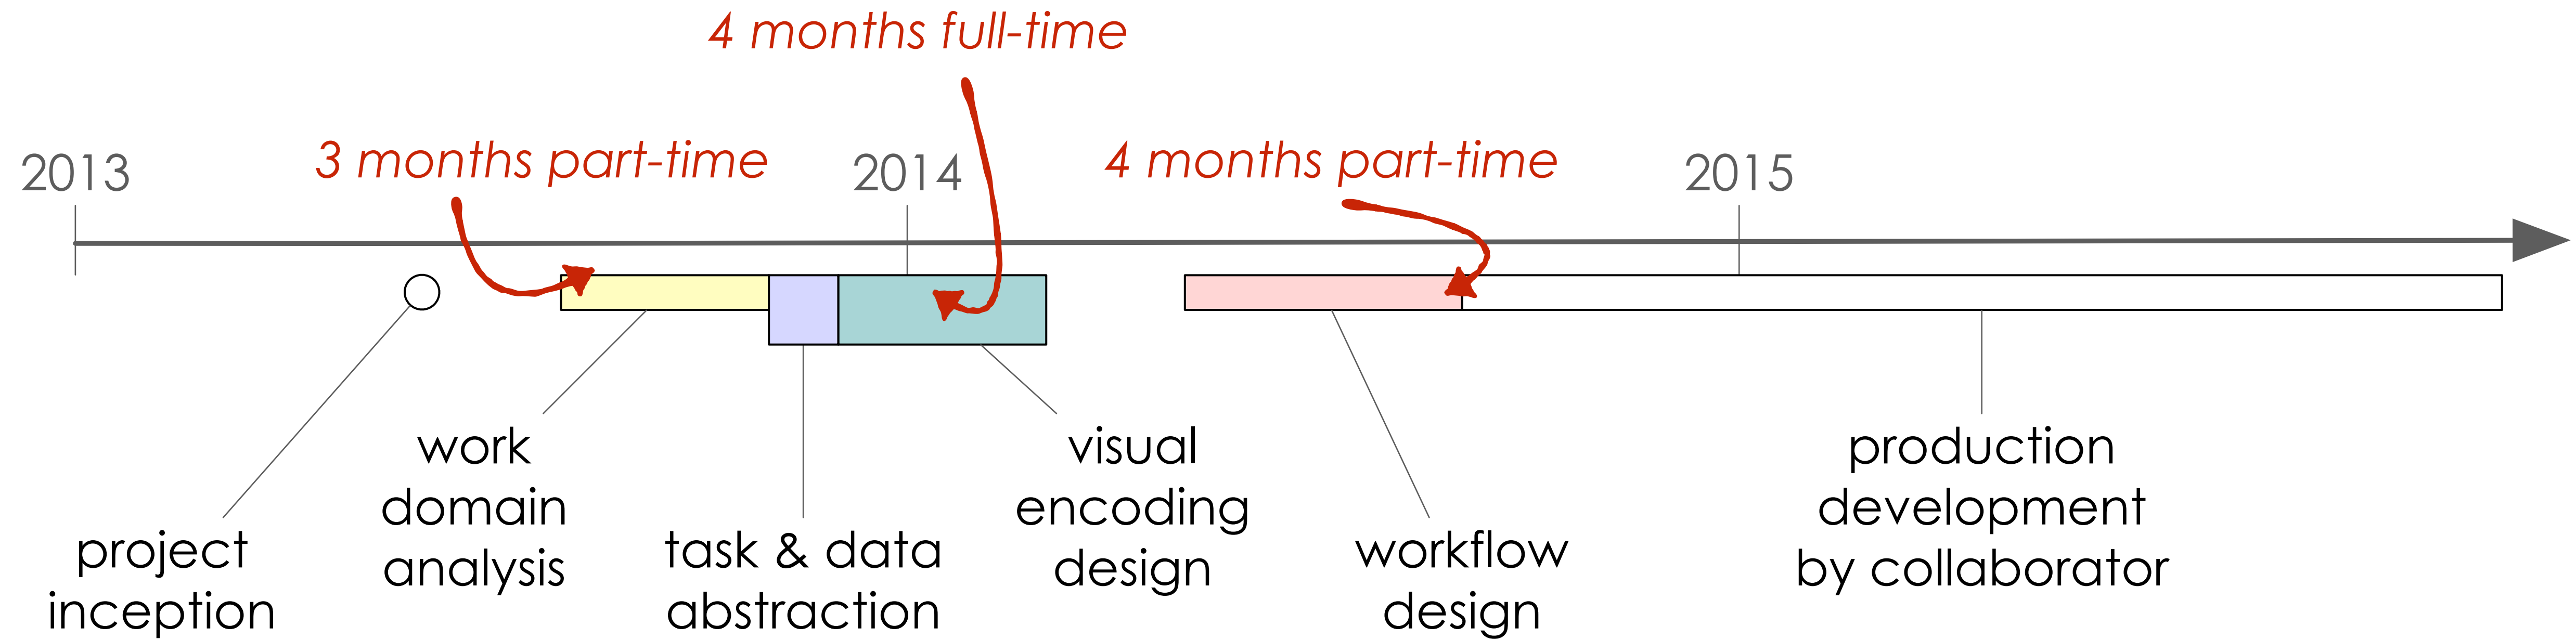 4 months full-time
2013
3 months part-time
2014
4 months part-time
2015
project
inception
work
domain
analysis
task & data
abstraction
visual
encoding
design
workflow
design
production
development
by collaborator